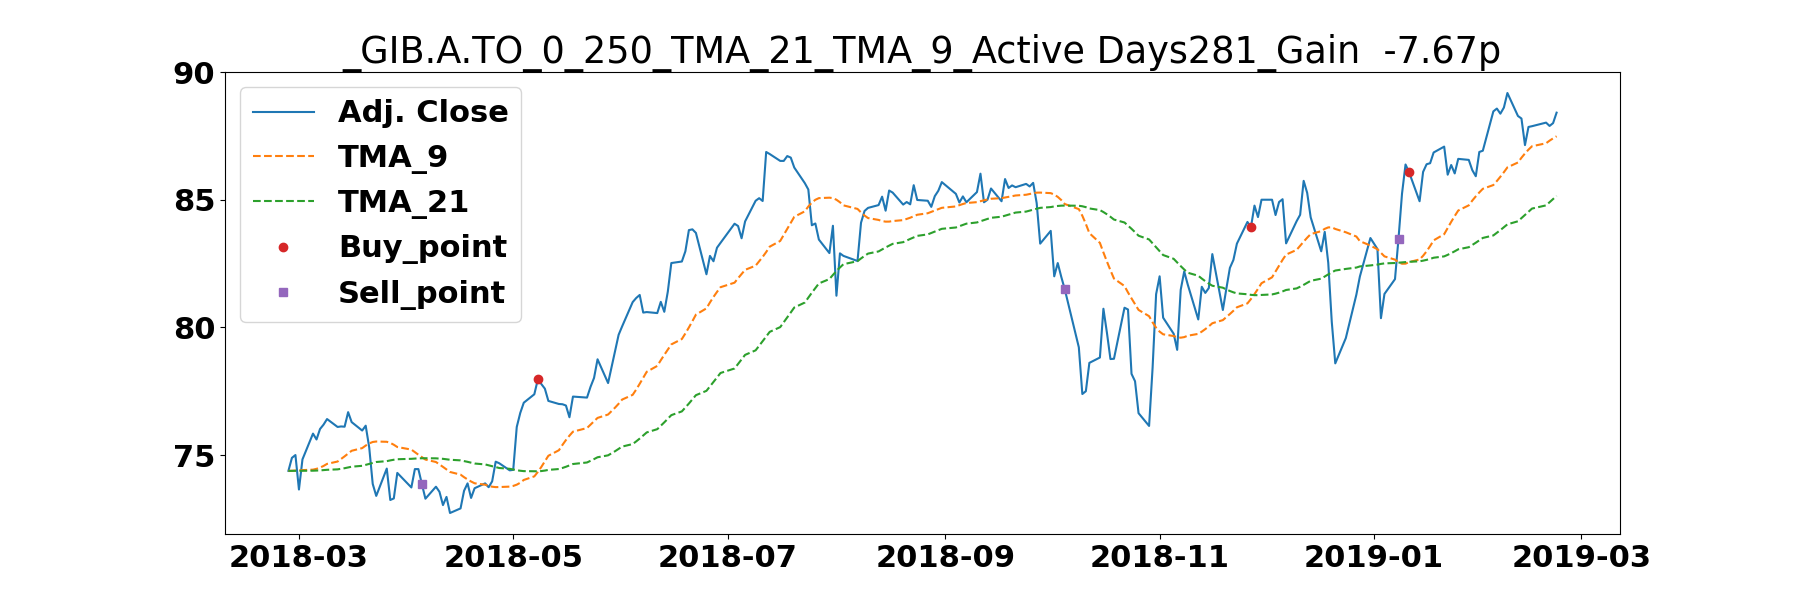 _GIB.A.TO_0_250_TMA_21_TMA_9_Active Days281_Gain  -7.67p
90
85
80
75
Adj. Close
TMA_9
TMA_21
Buy_point
Sell_point
2018-03 2018-05 2018-07 2018-09 2018-11 2019-01 2019-03